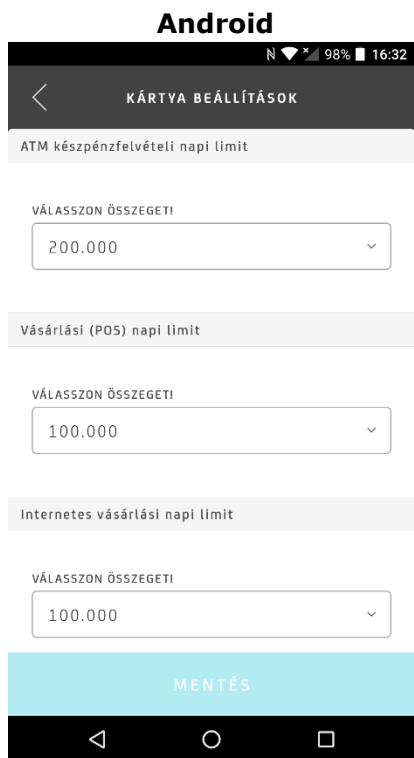 Android
98% 16:32
KÁRTYA BEÁLLÍTÁSOK
ATM készpénzfelvételi napi limit
VÁLASSZON ÖSSZEGET!
200.000
Vásárlási (POS) napi limit
VÁLASSZON ÖSSZEGET!
100.000
Internetes vásárlási napi limit
VÁLASSZON ÖSSZEGET!
100.000
MENTÉS